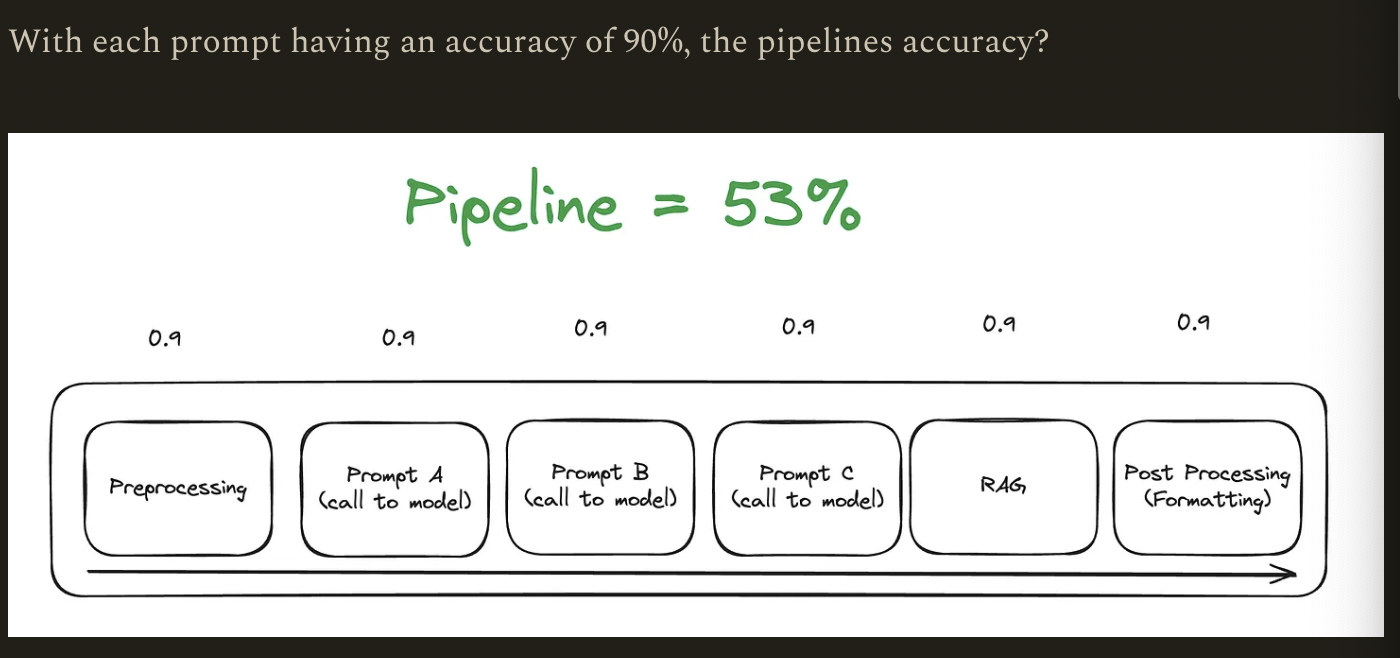 With each prompt having an accuracy of 90%, the pipelines accuracy?
Pipeline = 53%
0.9 0.9 0.9 0.9 0.9 0.9
Preprocessing
Prompt A
(call to model)
Prompt B
(call to model)
Prompt C
(call to model)
RAG
Post Processing
(Formatting)